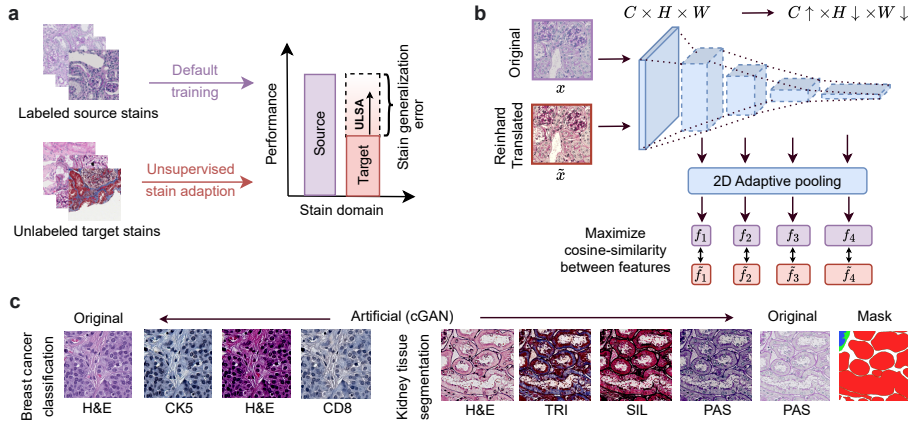 a
Labeled source stains
Default
training
Unlabeled target stains
Unsupervised
stain adaption
Performance
Source
Target
ULSA
Stain generalization
error
Stain domain
b
C × H × W → C ↑ ×H ↓ ×W ↓
Original
x
Reinhard
Translated
x̃
2D Adaptive pooling
Maximize
cosine-similarity
between features
f₁ f₂ f₃ f₄
f̃₁ f̃₂ f̃₃ f̃₄
c
Breast cancer
classification
Original
Artificial (cGAN)
Original
Mask
H&E CK5 H&E CD8
Kidney tissue
segmentation
H&E TRI SIL PAS PAS